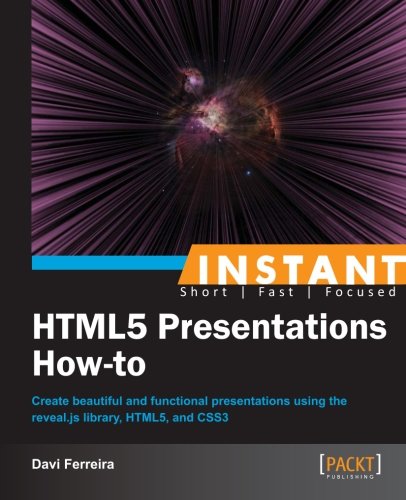 INSTANT
Short | Fast | Focused
HTML5 Presentations
How-to
Create beautiful and functional presentations using the
reveal.js library, HTML5, and CSS3
Davi Ferreira
[PACKT]
PUBLISHING